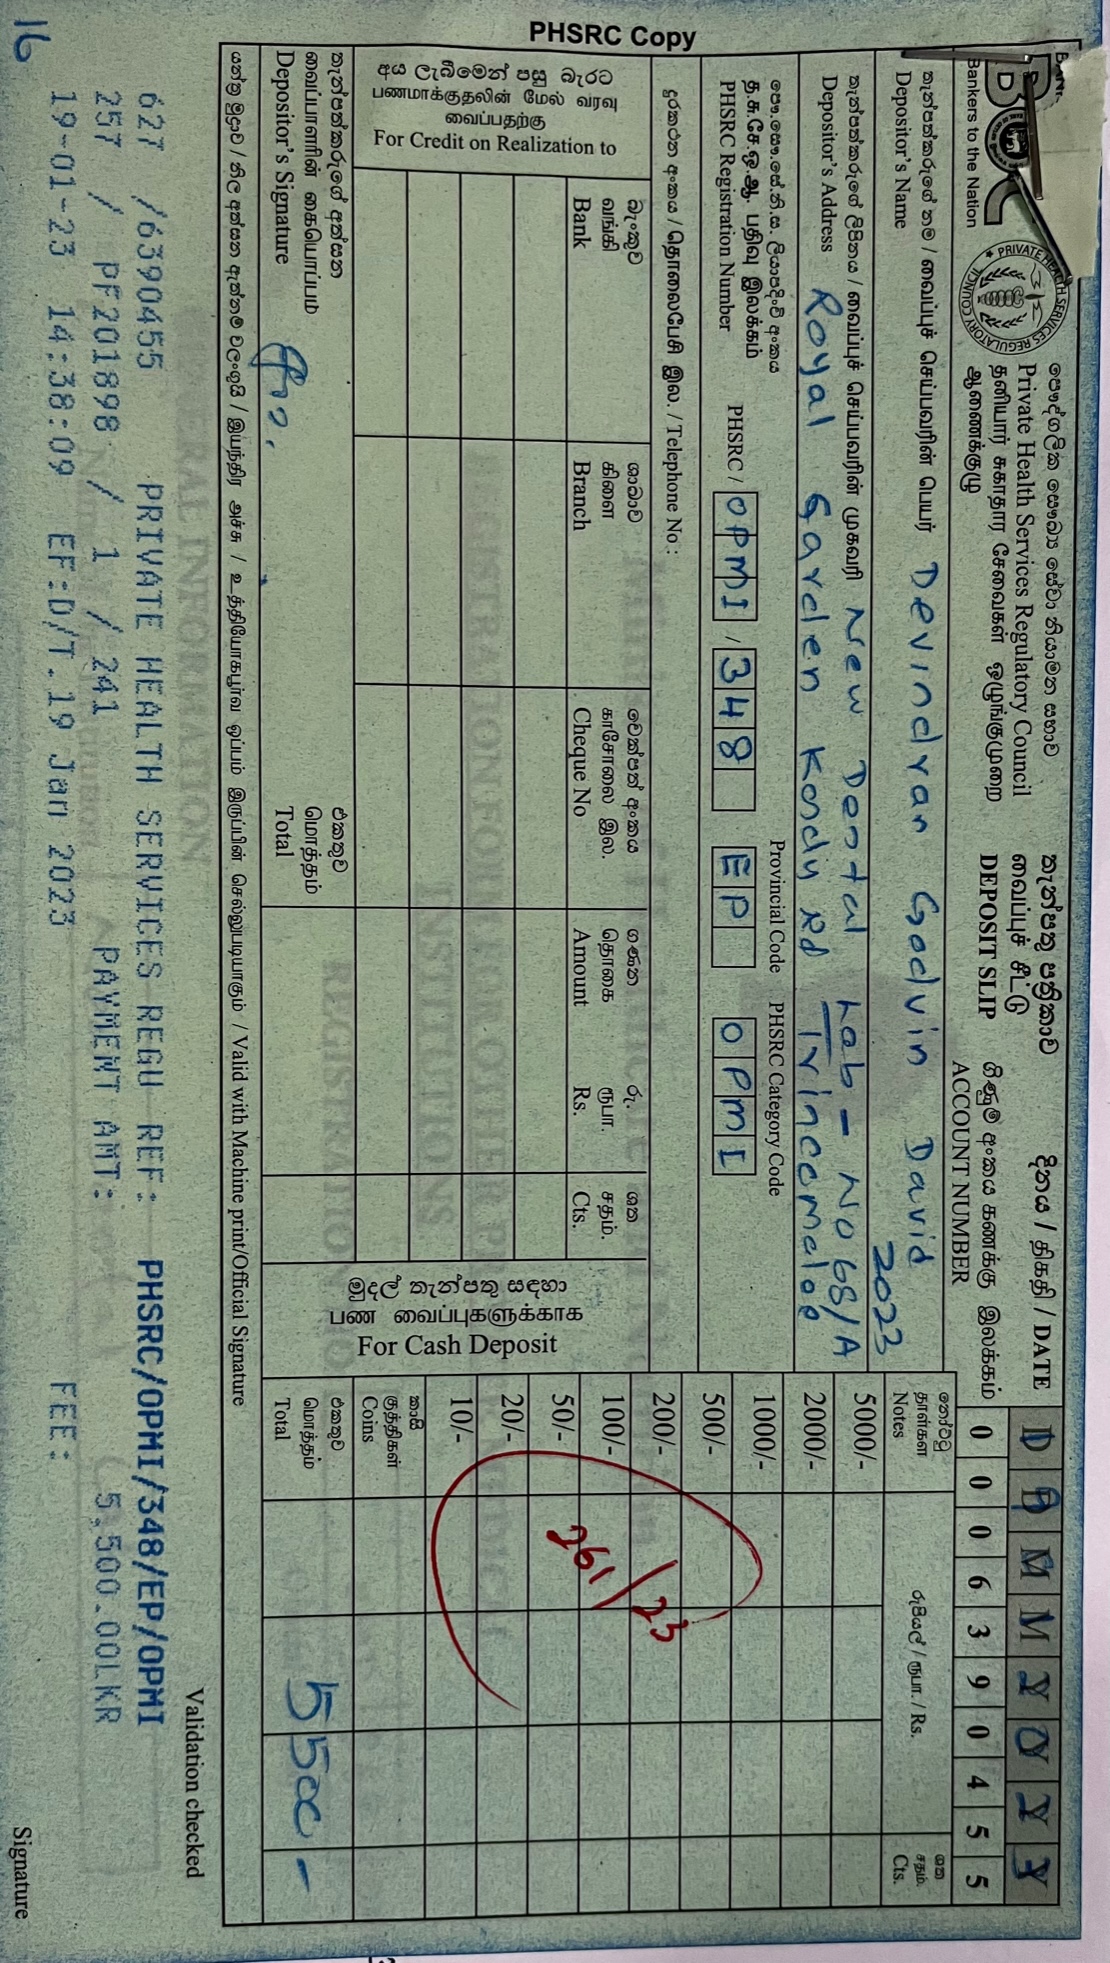 PHSRC Copy
Bankers to the Nation
PRIVATE HEALTH SERVICES REGULATORY COUNCIL
පෞද්ගලික සෞඛ්‍ය සේවා නියාමන සභාව
Private Health Services Regulatory Council
தனியார் சுகாதார சேவைகள் ஒழுங்குமுறை
ஆணைக்குழு
තැන්පතු පත්‍රිකාව
வைப்புச் சீட்டு
DEPOSIT SLIP
දිනය / திகதி / DATE
D D M M Y Y Y Y
ගිණුම් අංකය கணக்கு இலக்கம்
ACCOUNT NUMBER
0 0 0 6 3 9 0 4 5 5
තැන්පත්කරුගේ නම / வைப்புச் செய்பவரின் பெயர்
Depositor's Name
Devindran Godvin David
2023
තැන්පත්කරුගේ ලිපිනය / வைப்புச் செய்பவரின் முகவரி New Dental Lab - No 68/A
Depositor's Address Royal Garden Kandy Rd Trincomalee
පෞ.සෞ.සේ.නි.ස. ලියාපදිංචි අංකය
த.சு.சே.ஒ.ஆ. பதிவு இலக்கம்
PHSRC Registration Number
PHSRC / OPMI / 348
Provincial Code
EP
PHSRC Category Code
OPMI
දුරකථන අංකය / தொலைபேசி இல. / Telephone No.:
අය ලැබීමෙන් පසු බැරට
பணமாக்குதலின் மேல் வரவு
வைப்பதற்கு
For Credit on Realization to
බැංකුව
வங்கி
Bank
ශාඛාව
கிளை
Branch
චෙක්පත් අංකය
காசோலை இல.
Cheque No
ගණන
தொகை
Amount
රු.
ரூபா.
Rs.
ශත
சதம்.
Cts.
තැන්පත්කරුගේ අත්සන
வைப்பாளரின் கையொப்பம்
Depositor's Signature
එකතුව
மொத்தம்
Total
මුදල් තැන්පතු සඳහා
பண வைப்புகளுக்காக
For Cash Deposit
නෝට්ටු
தாள்கள்
Notes
රුපියල් / ரூபா. / Rs.
ශත
சதம்.
Cts.
5000/-
2000/-
1000/-
500/-
200/-
100/-
50/-
20/-
10/-
කාසි
குத்திகள்
Coins
එකතුව
மொத்தம்
Total
5500 -
261/23
යන්ත්‍ර මුද්‍රාව / නිල අත්සන ඇත්නම් වලංගුයි / இயந்திர அச்சு / உத்தியோகபூர்வ ஒப்பம் இருப்பின் செல்லுபடியாகும் / Valid with Machine print/Official Signature
Validation checked
627 /6390455 PRIVATE HEALTH SERVICES REGU REF: PHSRC/OPMI/348/EP/OPMI
257 / PF201898 / 1 / 241 PAYMENT AMT: 5,500.00LKR
19-01-23 14:38:09 EF:D/T.19 Jan 2023 FEE:
16
Signature